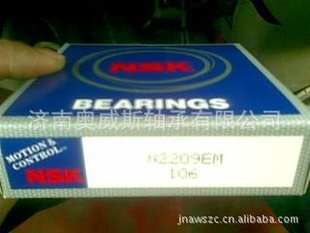 NSK
BEARINGS
济南奥威斯轴承有限公司
MOTION &
CONTROL
NSK
N2209EM
106
jnawszc.cn.alibaba.com